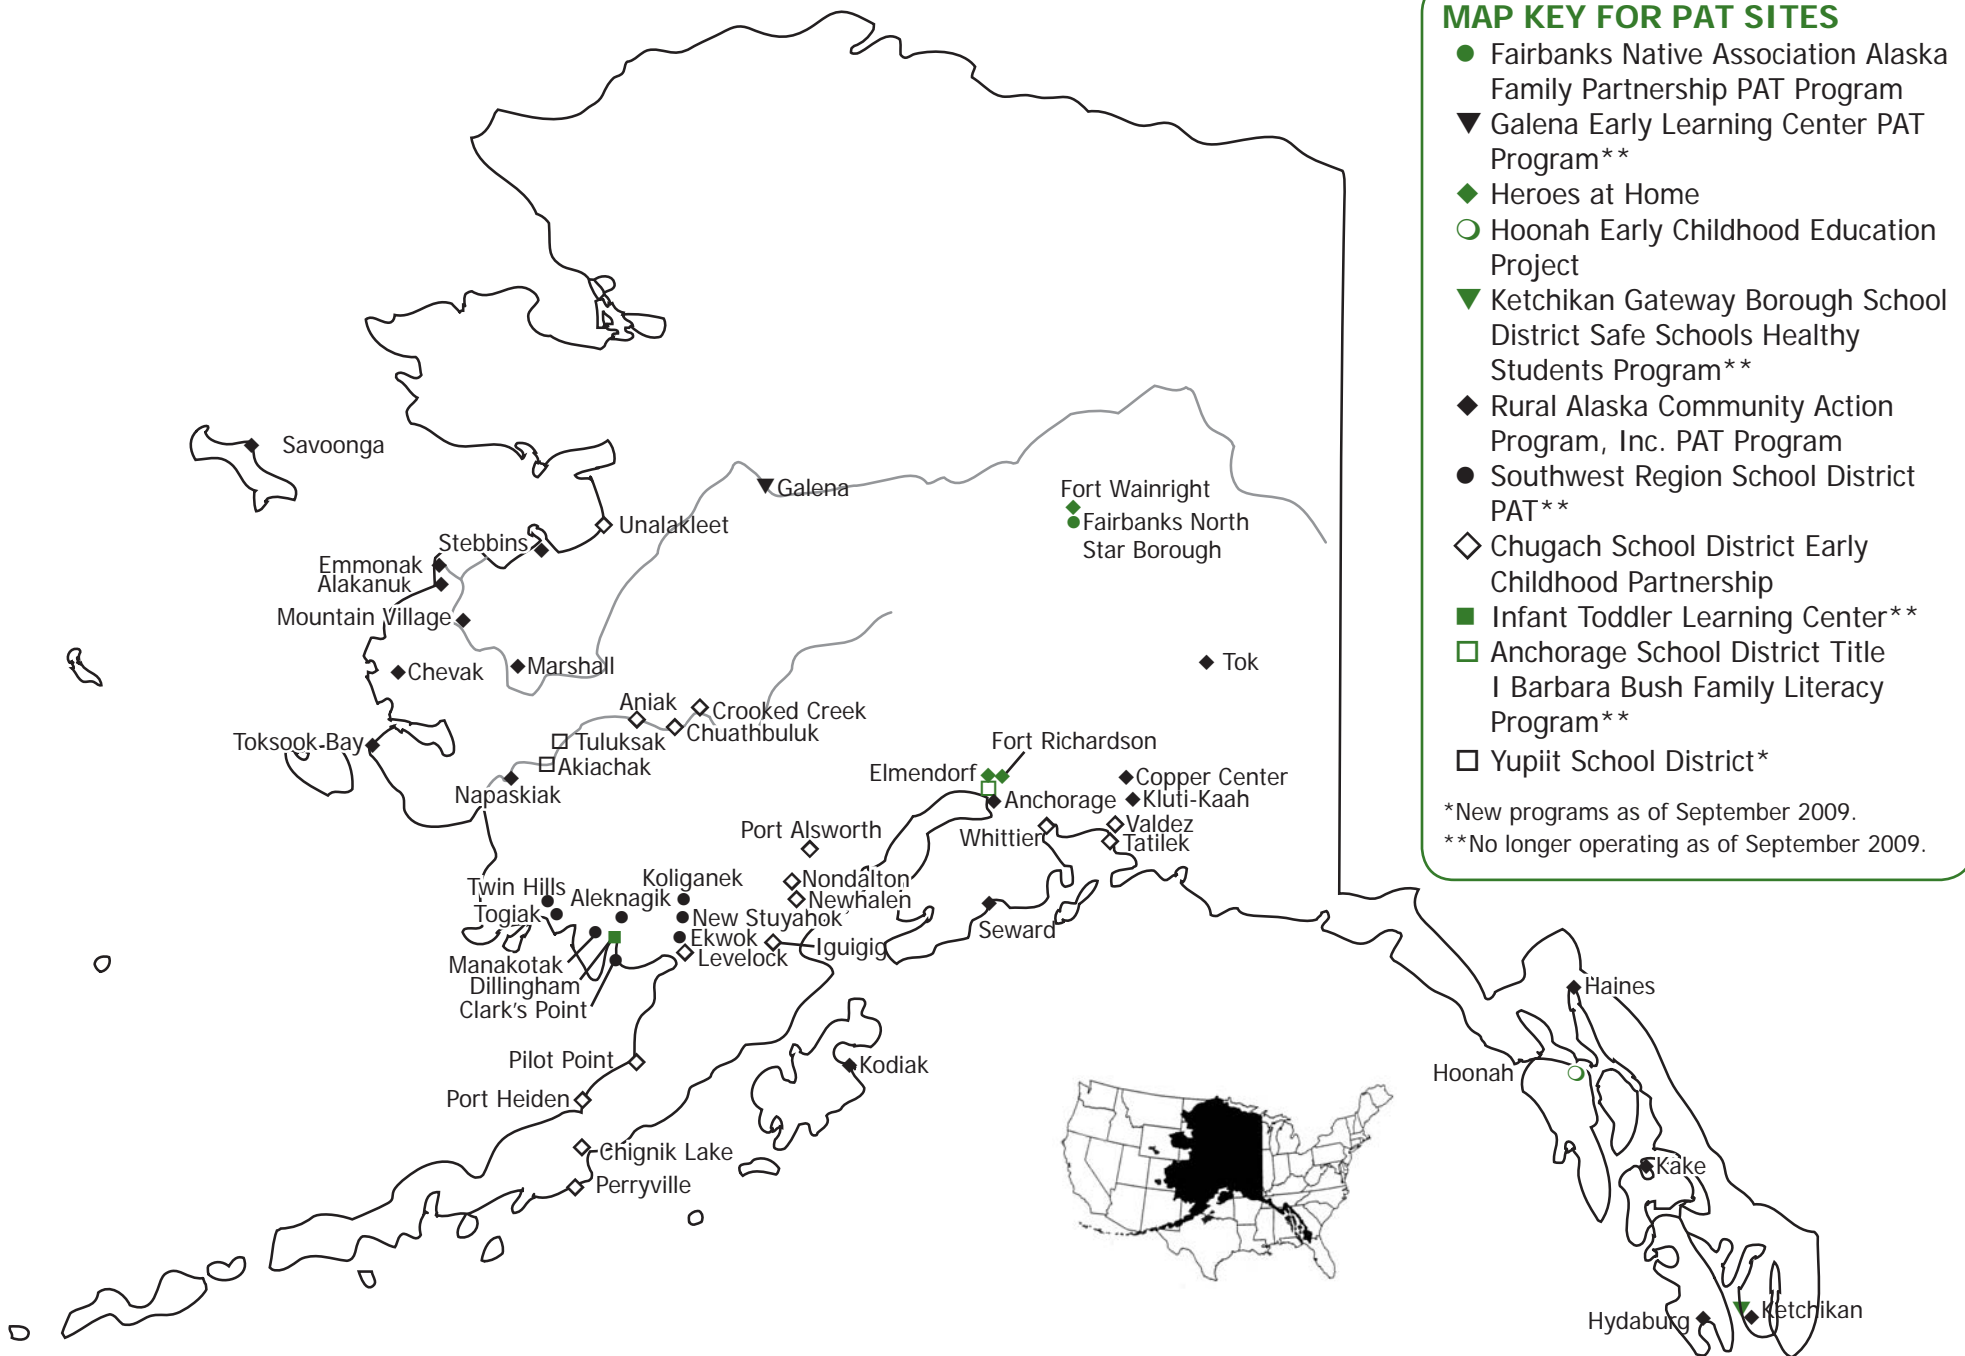 MAP KEY FOR PAT SITES
Fairbanks Native Association Alaska
Family Partnership PAT Program
Galena Early Learning Center PAT
Program**
Heroes at Home
Hoonah Early Childhood Education
Project
Ketchikan Gateway Borough School
District Safe Schools Healthy
Students Program**
Rural Alaska Community Action
Program, Inc. PAT Program
Southwest Region School District
PAT**
Chugach School District Early
Childhood Partnership
Infant Toddler Learning Center**
Anchorage School District Title
I Barbara Bush Family Literacy
Program**
Yupiit School District*
*New programs as of September 2009.
**No longer operating as of September 2009.
Savoonga
Galena
Fort Wainright
Fairbanks North
Star Borough
Unalakleet
Stebbins
Emmonak
Alakanuk
Mountain Village
Chevak
Marshall
Tok
Aniak
Crooked Creek
Chuathbuluk
Toksook Bay
Tuluksak
Akiachak
Napaskiak
Fort Richardson
Elmendorf
Copper Center
Kluti-Kaah
Anchorage
Valdez
Whittier
Tatilek
Port Alsworth
Nondalton
Newhalen
Koliganek
Twin Hills
Aleknagik
Togiak
New Stuyahok
Ekwok
Levelock
Iguigig
Seward
Manakotak
Dillingham
Clark's Point
Pilot Point
Port Heiden
Kodiak
Chignik Lake
Perryville
Haines
Hoonah
Kake
Hydaburg
Ketchikan